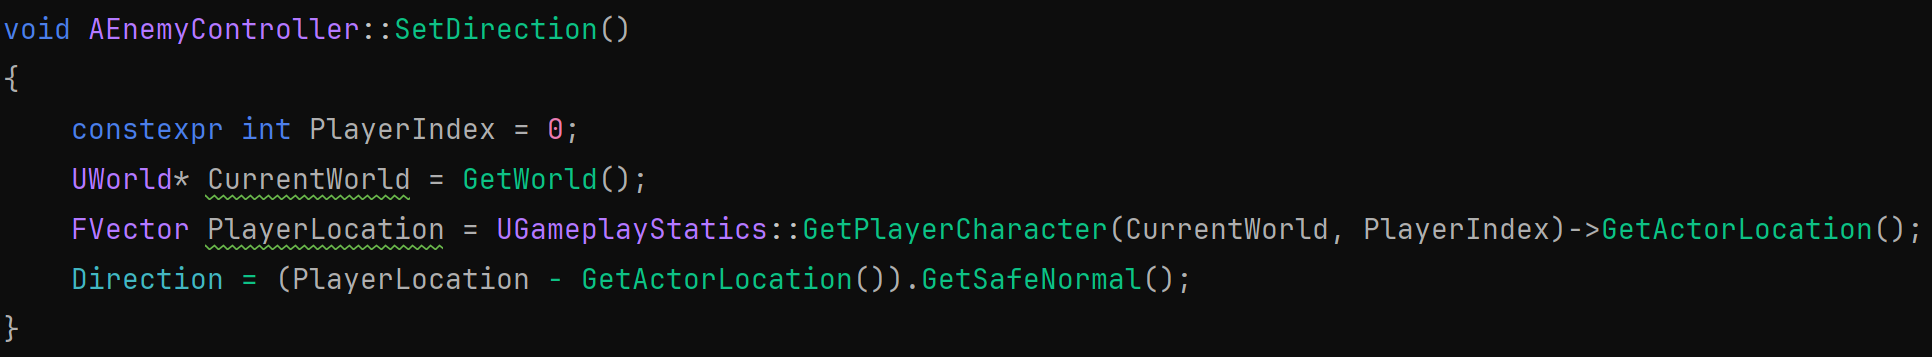 void AEnemyController::SetDirection()
{
    constexpr int PlayerIndex = 0;
    UWorld* CurrentWorld = GetWorld();
    FVector PlayerLocation = UGameplayStatics::GetPlayerCharacter(CurrentWorld, PlayerIndex)->GetActorLocation();
    Direction = (PlayerLocation - GetActorLocation()).GetSafeNormal();
}